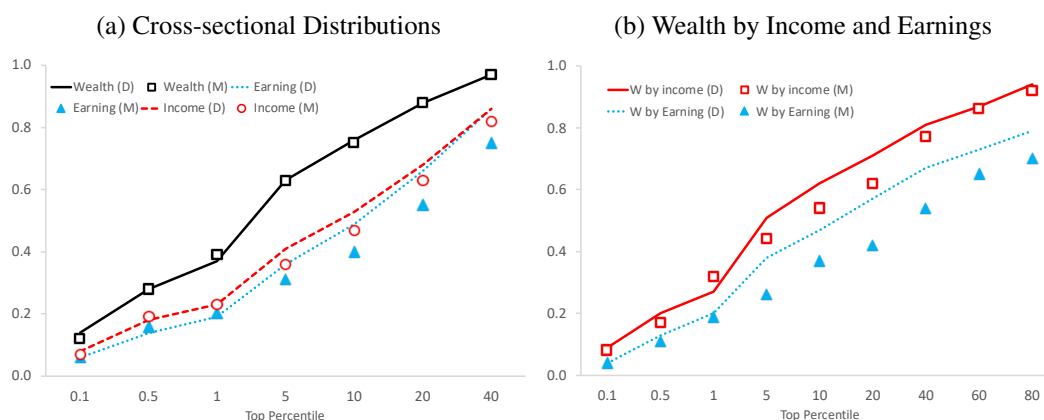 (a) Cross-sectional Distributions
1.0
Wealth (D) Wealth (M) Earning (D)
Earning (M) Income (D) Income (M)
0.8
0.6
0.4
0.2
0.0
0.1 0.5 1 5 10 20 40
Top Percentile
(b) Wealth by Income and Earnings
1.0
W by income (D) W by income (M)
W by Earning (D) W by Earning (M)
0.8
0.6
0.4
0.2
0.0
0.1 0.5 1 5 10 20 40 60 80
Top Percentile